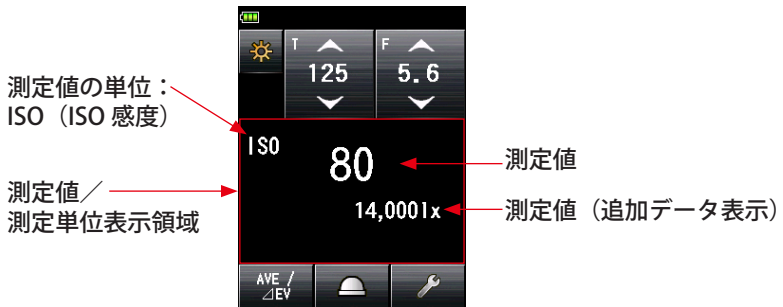 T
F
125
5.6
測定値の単位：
ISO（ISO 感度）
ISO
80
測定値
測定値／
測定単位表示領域
14,000lx
測定値（追加データ表示）
AVE /
⊿EV